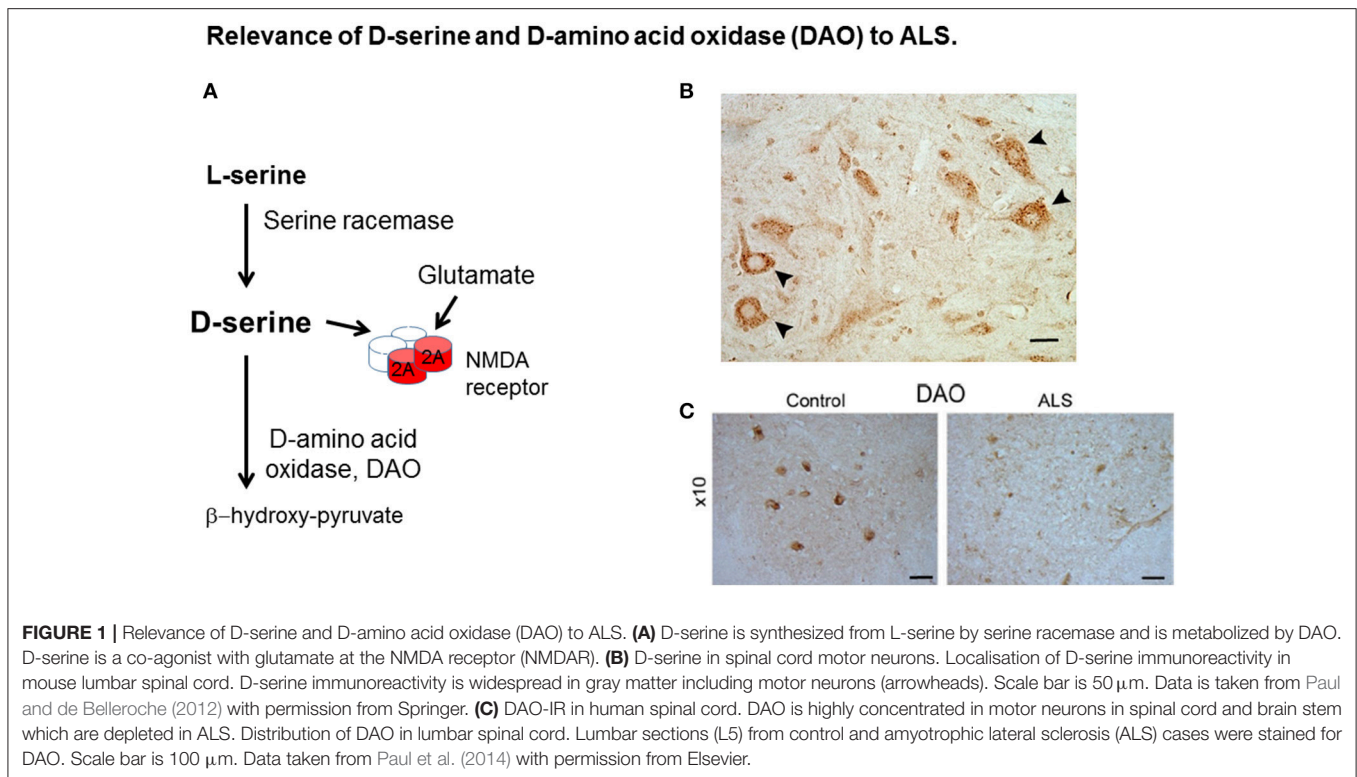 Relevance of D-serine and D-amino acid oxidase (DAO) to ALS.
A
L-serine
Serine racemase
Glutamate
D-serine
2A
2A
NMDA
receptor
D-amino acid
oxidase, DAO
β–hydroxy-pyruvate
B
C
Control
DAO
ALS
x10
FIGURE 1 | Relevance of D-serine and D-amino acid oxidase (DAO) to ALS. (A) D-serine is synthesized from L-serine by serine racemase and is metabolized by DAO.
D-serine is a co-agonist with glutamate at the NMDA receptor (NMDAR). (B) D-serine in spinal cord motor neurons. Localisation of D-serine immunoreactivity in
mouse lumbar spinal cord. D-serine immunoreactivity is widespread in gray matter including motor neurons (arrowheads). Scale bar is 50 μm. Data is taken from Paul
and de Belleroche (2012) with permission from Springer. (C) DAO-IR in human spinal cord. DAO is highly concentrated in motor neurons in spinal cord and brain stem
which are depleted in ALS. Distribution of DAO in lumbar spinal cord. Lumbar sections (L5) from control and amyotrophic lateral sclerosis (ALS) cases were stained for
DAO. Scale bar is 100 μm. Data taken from Paul et al. (2014) with permission from Elsevier.